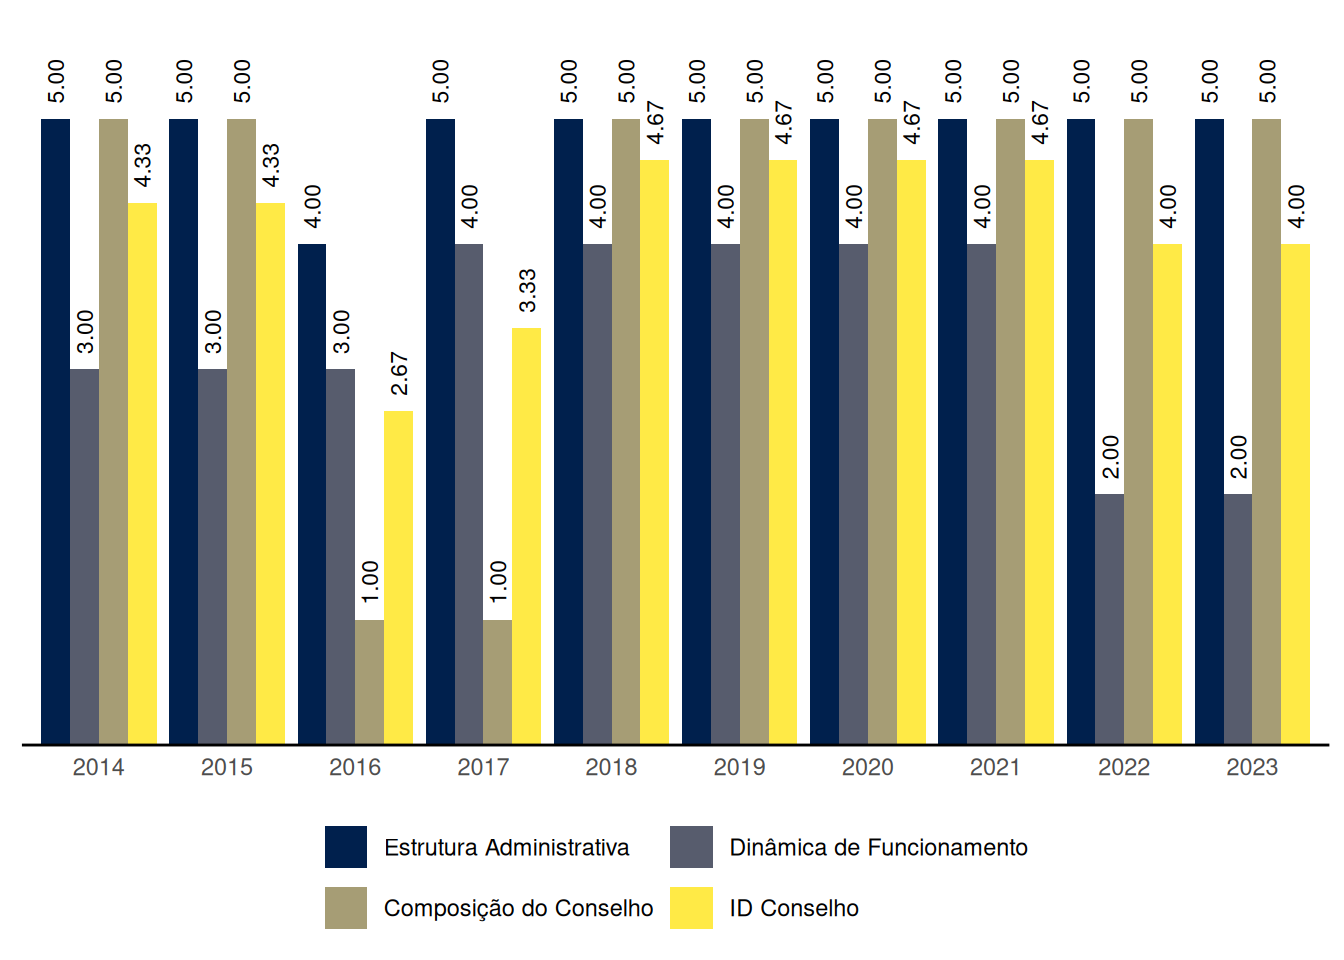 5.00 3.00 5.00 4.33 5.00 3.00 5.00 4.33 4.00 3.00 1.00 2.67 5.00 4.00 1.00 3.33 5.00 4.00 5.00 4.67 5.00 4.00 5.00 4.67 5.00 4.00 5.00 4.67 5.00 4.00 5.00 4.67 5.00 2.00 5.00 4.00 5.00 2.00 5.00 4.00
2014 2015 2016 2017 2018 2019 2020 2021 2022 2023
Estrutura Administrativa Dinâmica de Funcionamento
Composição do Conselho ID Conselho